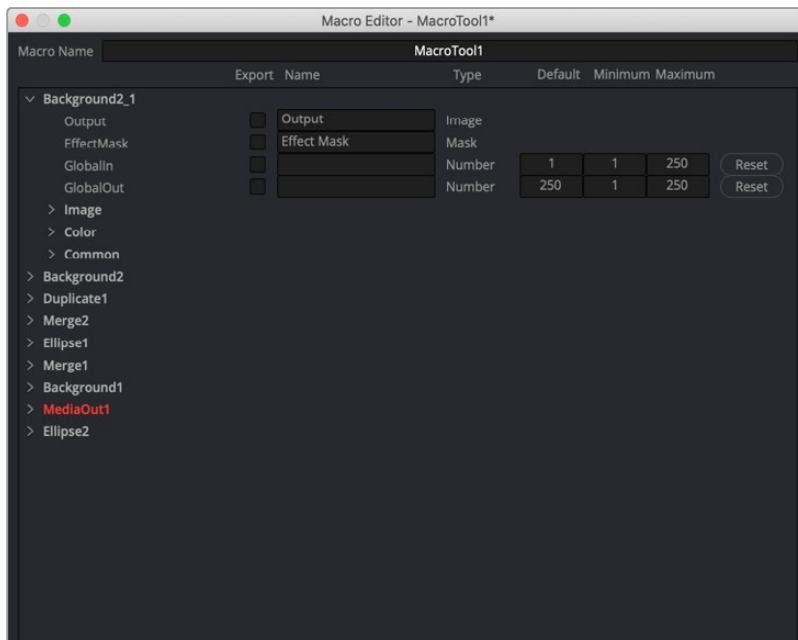 Macro Editor - MacroTool1*
Macro Name MacroTool1
Export Name Type Default Minimum Maximum
Background2_1
Output Output Image
EffectMask Effect Mask Mask
GlobalIn Number 1 1 250 Reset
GlobalOut Number 250 1 250 Reset
Image
Color
Common
Background2
Duplicate1
Merge2
Ellipse1
Merge1
Background1
MediaOut1
Ellipse2